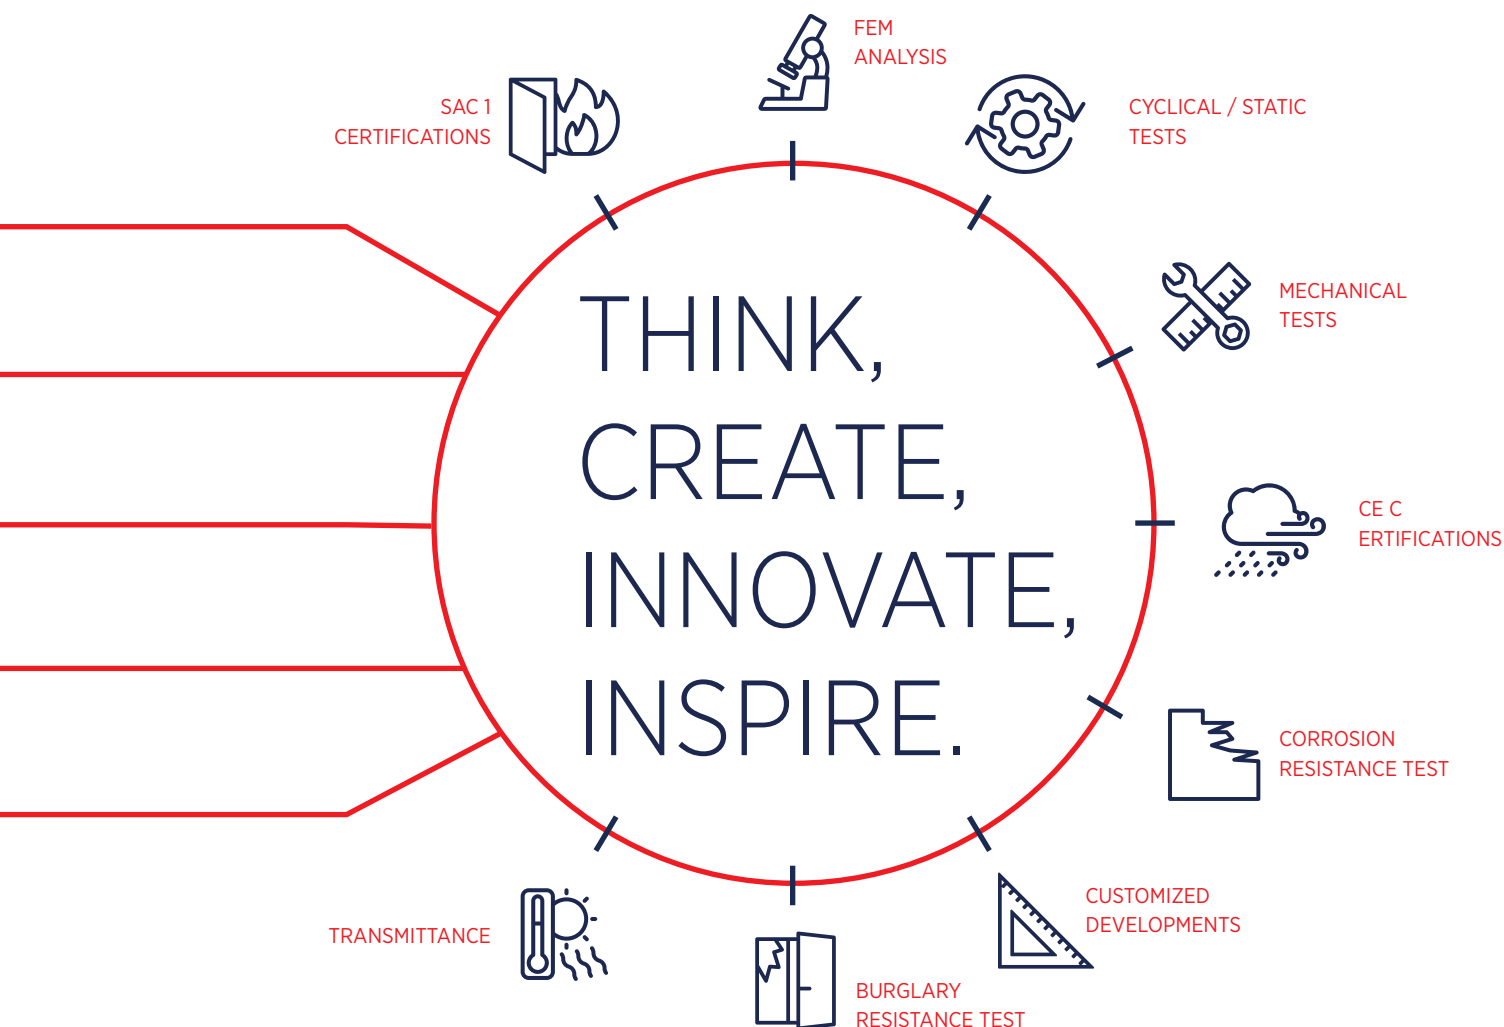 FEM
ANALYSIS
SAC 1
CERTIFICATIONS
CYCLICAL / STATIC
TESTS
MECHANICAL
TESTS
THINK,
CREATE,
INNOVATE,
INSPIRE.
CE C
ERTIFICATIONS
CORROSION
RESISTANCE TEST
CUSTOMIZED
DEVELOPMENTS
TRANSMITTANCE
BURGLARY
RESISTANCE TEST